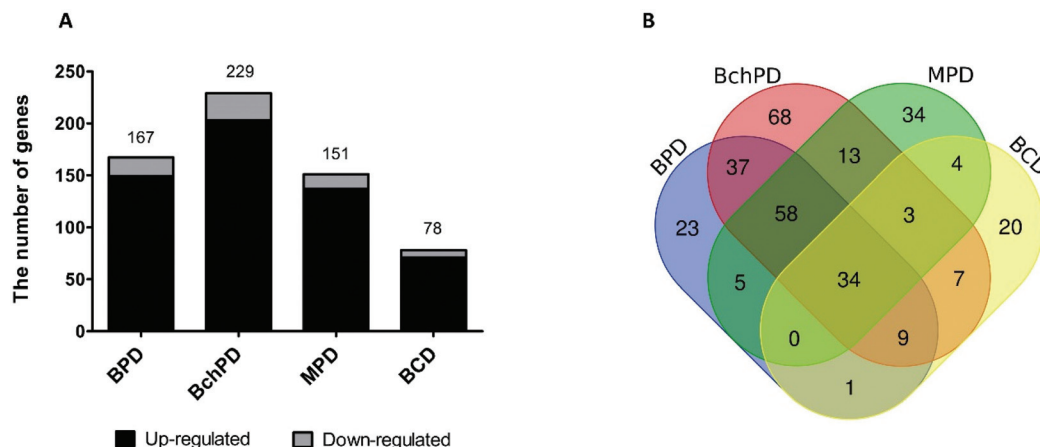 A
The number of genes
250
200
150
100
50
0
167
229
151
78
BPD
BchPD
MPD
BCD
Up-regulated
Down-regulated
B
BchPD
MPD
BPD
BCD
68
34
37
13
4
23
58
3
20
5
34
7
0
9
1